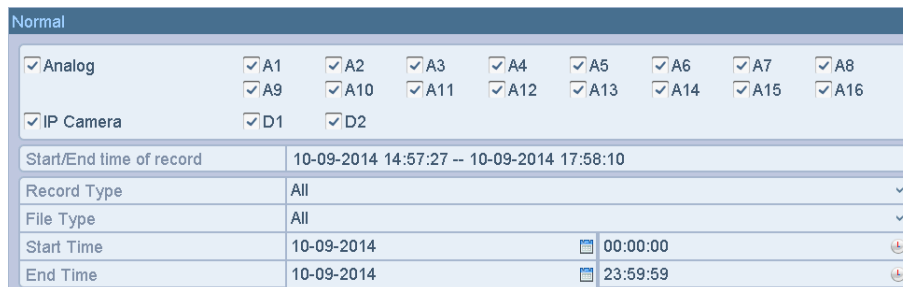 Normal
Analog A1 A2 A3 A4 A5 A6 A7 A8
A9 A10 A11 A12 A13 A14 A15 A16
IP Camera D1 D2
Start/End time of record 10-09-2014 14:57:27 -- 10-09-2014 17:58:10
Record Type All
File Type All
Start Time 10-09-2014 00:00:00
End Time 10-09-2014 23:59:59